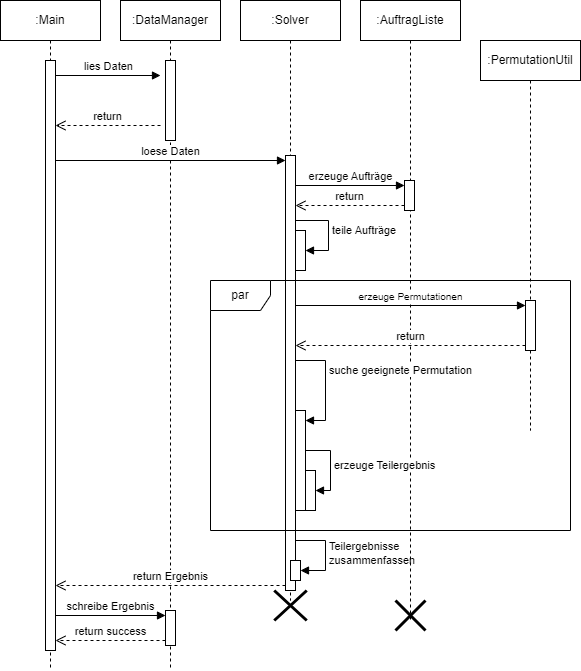 :Main
:DataManager
:Solver
:AuftragListe
:PermutationUtil
lies Daten
return
loese Daten
erzeuge Aufträge
return
teile Aufträge
par
erzeuge Permutationen
return
suche geeignete Permutation
erzeuge Teilergebnis
Teilergebnisse
zusammenfassen
return Ergebnis
schreibe Ergebnis
return success